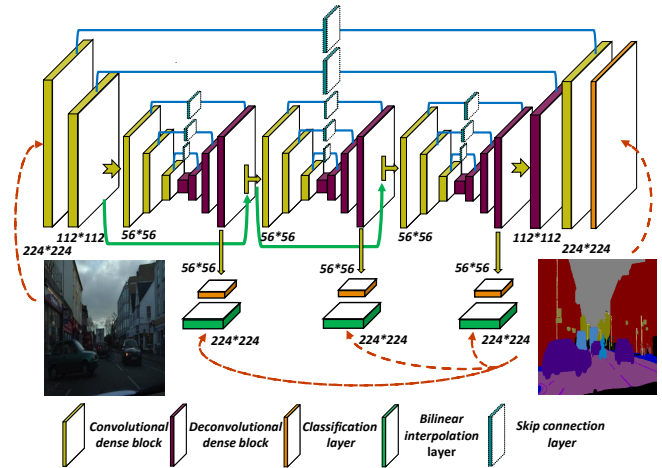 112*112
224*224
56*56
56*56
56*56
112*112
224*224
56*56
56*56
56*56
224*224
224*224
224*224
Convolutional dense block
Deconvolutional dense block
Classification layer
Bilinear interpolation layer
Skip connection layer